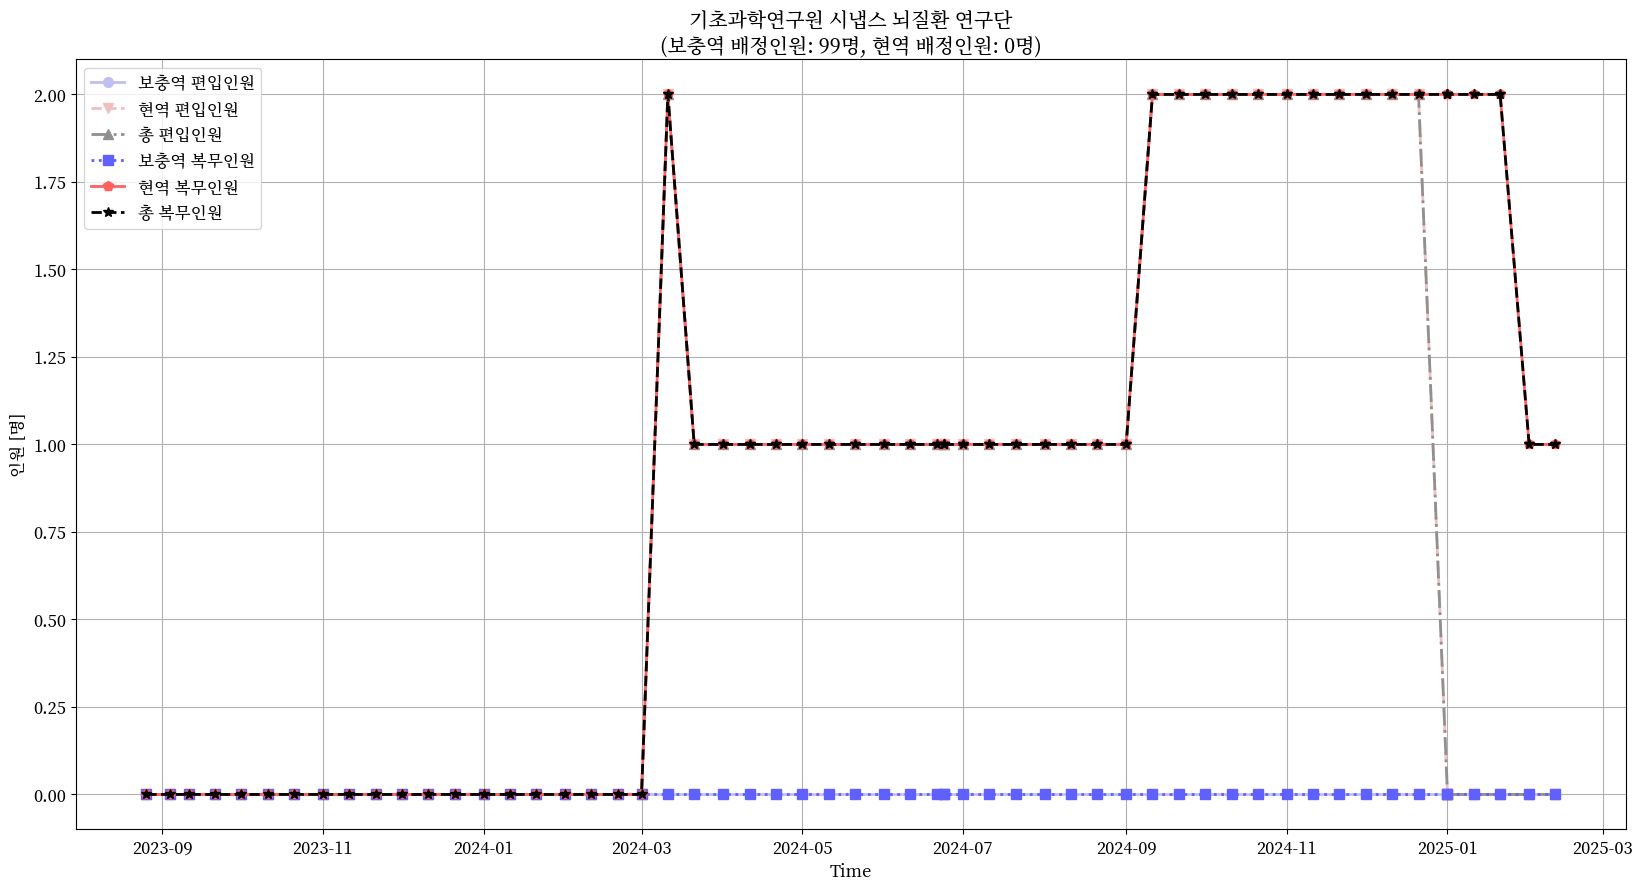 기초과학연구원 시냅스 뇌질환 연구단
(보충역 배정인원: 99명, 현역 배정인원: 0명)
보충역 편입인원
현역 편입인원
총 편입인원
보충역 복무인원
현역 복무인원
총 복무인원
2.00
1.75
1.50
1.25
1.00
0.75
0.50
0.25
0.00
인원 [명]
2023-09 2023-11 2024-01 2024-03 2024-05 2024-07 2024-09 2024-11 2025-01 2025-03
Time